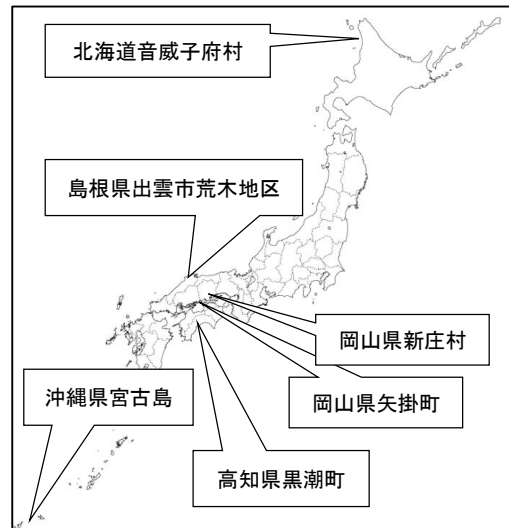 北海道音威子府村
島根県出雲市荒木地区
岡山県新庄村
岡山県矢掛町
沖縄県宮古島
高知県黒潮町